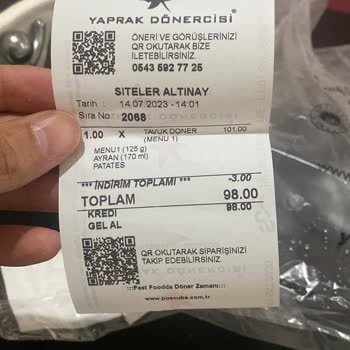 YAPRAK DÖNERCİSİ
ÖNERİ VE GÖRÜŞLERİNİZİ
QR OKUTARAK BİZE
İLETEBİLİRSİNİZ.
0543 592 77 25
SİTELER ALTINAY
Tarih : 14.07.2023 - 14:01
Sıra No : 2068
1.00 X TAVUK DÖNER 101.00
(MENU 1)
MENU1 (125 g)
AYRAN (170 ml)
PATATES
*** İNDİRİM TOPLAMI *** -3.00
TOPLAM 98.00
KREDİ 98.00
GEL AL
QR OKUTARAK SİPARİŞİNİZİ
TAKİP EDEBİLİRSİNİZ.
::Fast Foodda Döner Zamanı::
www.poscube.com.tr